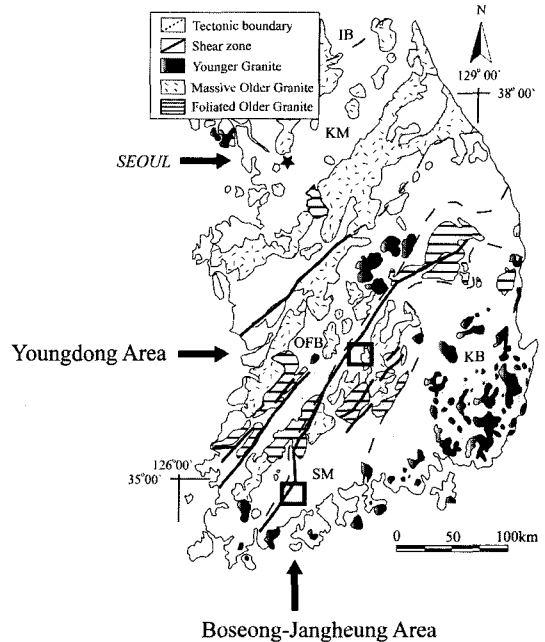 Tectonic boundary
Shear zone
Younger Granite
Massive Older Granite
Foliated Older Granite
IB
N
129° 00'
38° 00'
KM
SEOUL
OFB
Youngdong Area
KB
126°00'
35°00'
SM
0 50 100km
Boseong-Jangheung Area